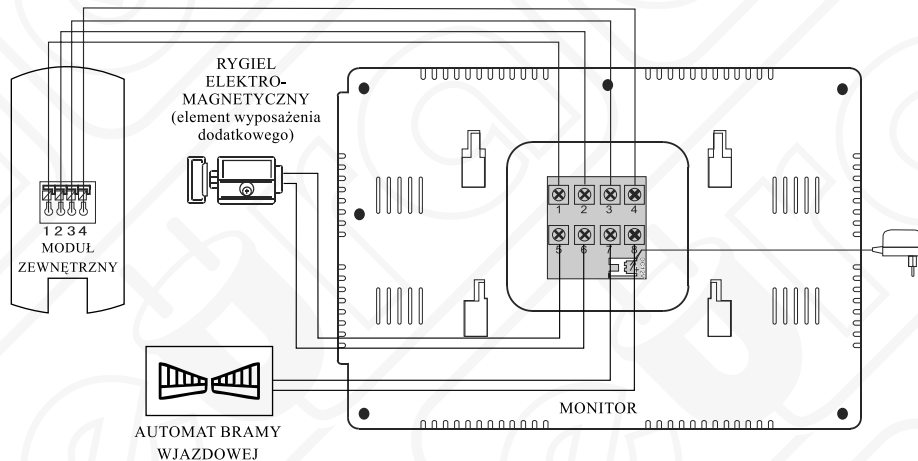 RYGIEL
ELEKTRO-
MAGNETYCZNY
(element wyposażenia
dodatkowego)
1 2 3 4
5 6 7 8
1 2 3 4
MODUŁ
ZEWNĘTRZNY
MONITOR
AUTOMAT BRAMY
WJAZDOWEJ